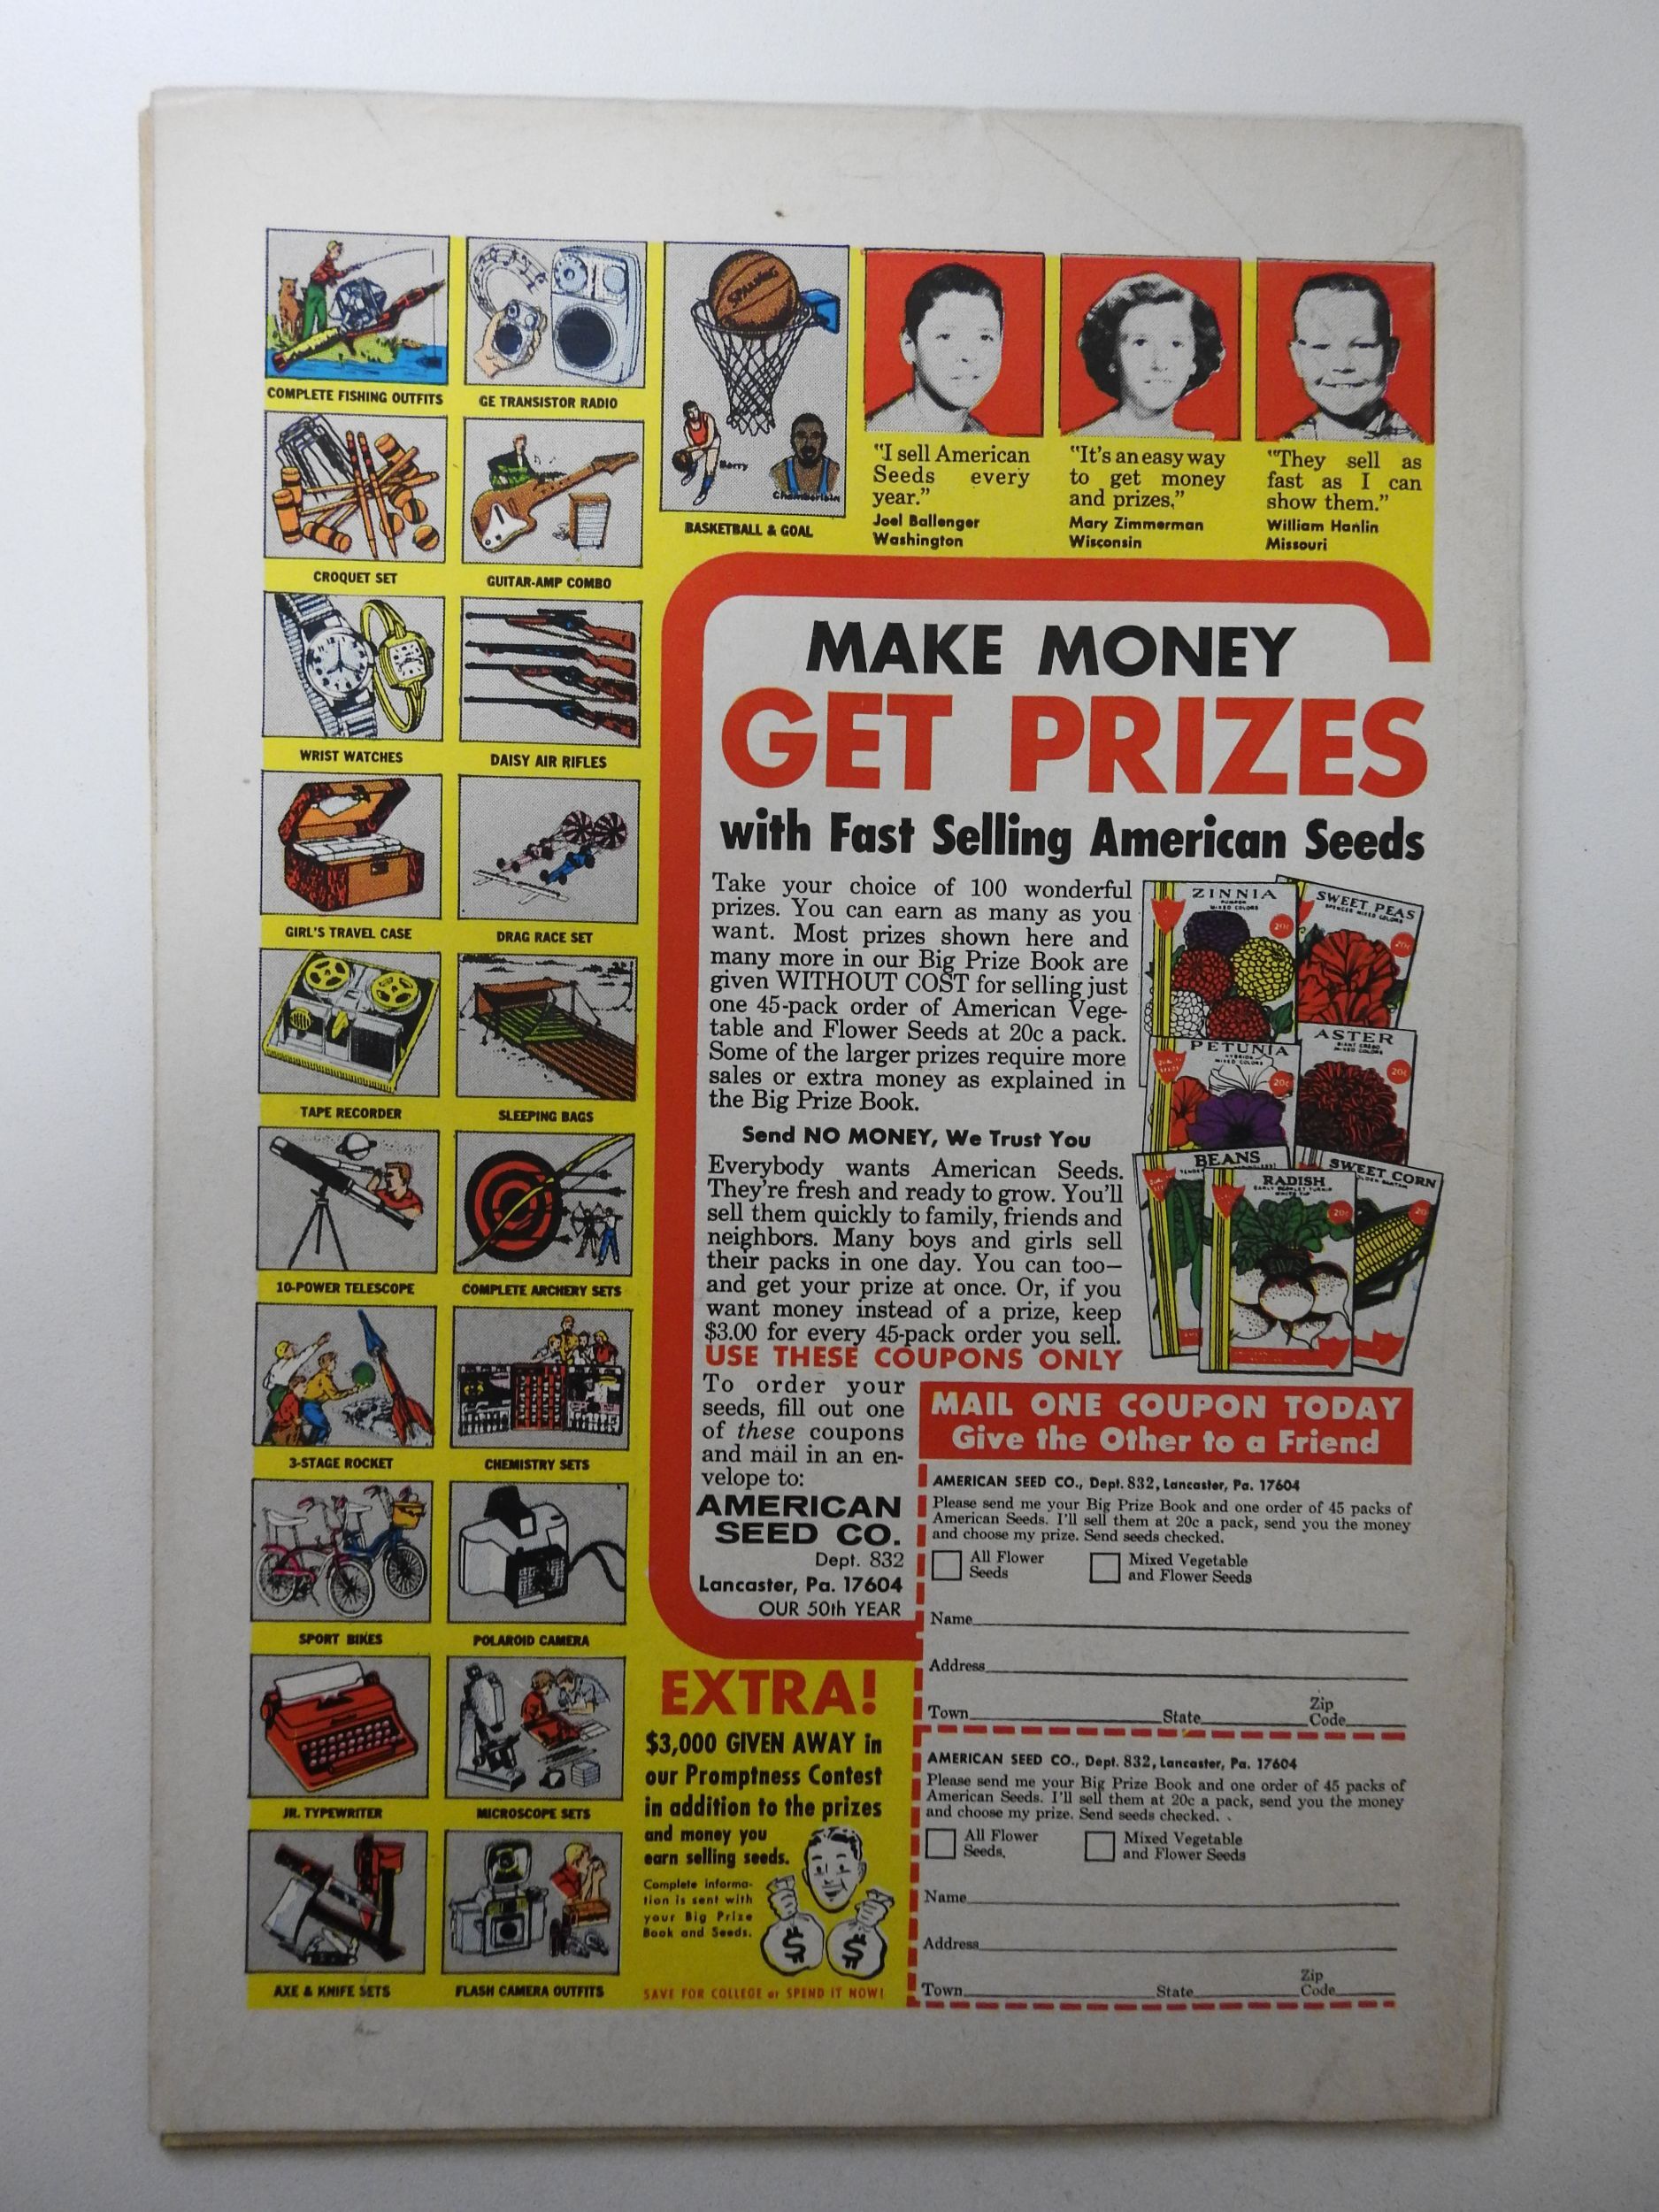 COMPLETE FISHING OUTFITS
GE TRANSISTOR RADIO
SPALDING
Barry
Chamberlain
BASKETBALL & GOAL
"I sell American
Seeds every
year."
Joel Ballenger
Washington
"It's an easy way
to get money
and prizes,"
Mary Zimmerman
Wisconsin
"They sell as
fast as I can
show them."
William Hanlin
Missouri
CROQUET SET
GUITAR-AMP COMBO
WRIST WATCHES
DAISY AIR RIFLES
GIRL'S TRAVEL CASE
DRAG RACE SET
TAPE RECORDER
SLEEPING BAGS
10-POWER TELESCOPE
COMPLETE ARCHERY SETS
3-STAGE ROCKET
CHEMISTRY SETS
SPORT BIKES
POLAROID CAMERA
JR. TYPEWRITER
MICROSCOPE SETS
AXE & KNIFE SETS
FLASH CAMERA OUTFITS
MAKE MONEY
GET PRIZES
with Fast Selling American Seeds
Take your choice of 100 wonderful
prizes. You can earn as many as you
want. Most prizes shown here and
many more in our Big Prize Book are
given WITHOUT COST for selling just
one 45-pack order of American Vege-
table and Flower Seeds at 20c a pack.
Some of the larger prizes require more
sales or extra money as explained in
the Big Prize Book.
Send NO MONEY, We Trust You
Everybody wants American Seeds.
They're fresh and ready to grow. You'll
sell them quickly to family, friends and
neighbors. Many boys and girls sell
their packs in one day. You can too—
and get your prize at once. Or, if you
want money instead of a prize, keep
$3.00 for every 45-pack order you sell.
USE THESE COUPONS ONLY
ZINNIA
MIXED COLORS
20c
SWEET PEAS
SPENCER MIXED COLORS
20c
PETUNIA
MIXED COLORS
20c
ASTER
MIXED COLORS
20c
BEANS
RADISH
20c
SWEET CORN
20
To order your
seeds, fill out one
of these coupons
and mail in an en-
velope to:
AMERICAN
SEED CO.
Dept. 832
Lancaster, Pa. 17604
OUR 50th YEAR
MAIL ONE COUPON TODAY
Give the Other to a Friend
AMERICAN SEED CO., Dept. 832, Lancaster, Pa. 17604
Please send me your Big Prize Book and one order of 45 packs of
American Seeds. I'll sell them at 20c a pack, send you the money
and choose my prize. Send seeds checked.
All Flower
Seeds
Mixed Vegetable
and Flower Seeds
Name
Address
Town State Zip
Code
AMERICAN SEED CO., Dept. 832, Lancaster, Pa. 17604
Please send me your Big Prize Book and one order of 45 packs of
American Seeds. I'll sell them at 20c a pack, send you the money
and choose my prize. Send seeds checked.
All Flower
Seeds.
Mixed Vegetable
and Flower Seeds
Name
Address
Town State Zip
Code
EXTRA!
$3,000 GIVEN AWAY in
our Promptness Contest
in addition to the prizes
and money you
earn selling seeds.
Complete informa-
tion is sent with
your Big Prize
Book and Seeds.
$ $
SAVE FOR COLLEGE or SPEND IT NOW!